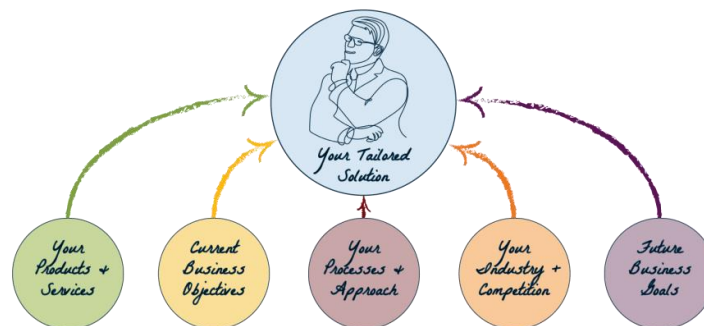 Your Tailored
Solution
Your
Products +
Services
Current
Business
Objectives
Your
Processes +
Approach
Your
Industry +
Competition
Future
Business
Goals